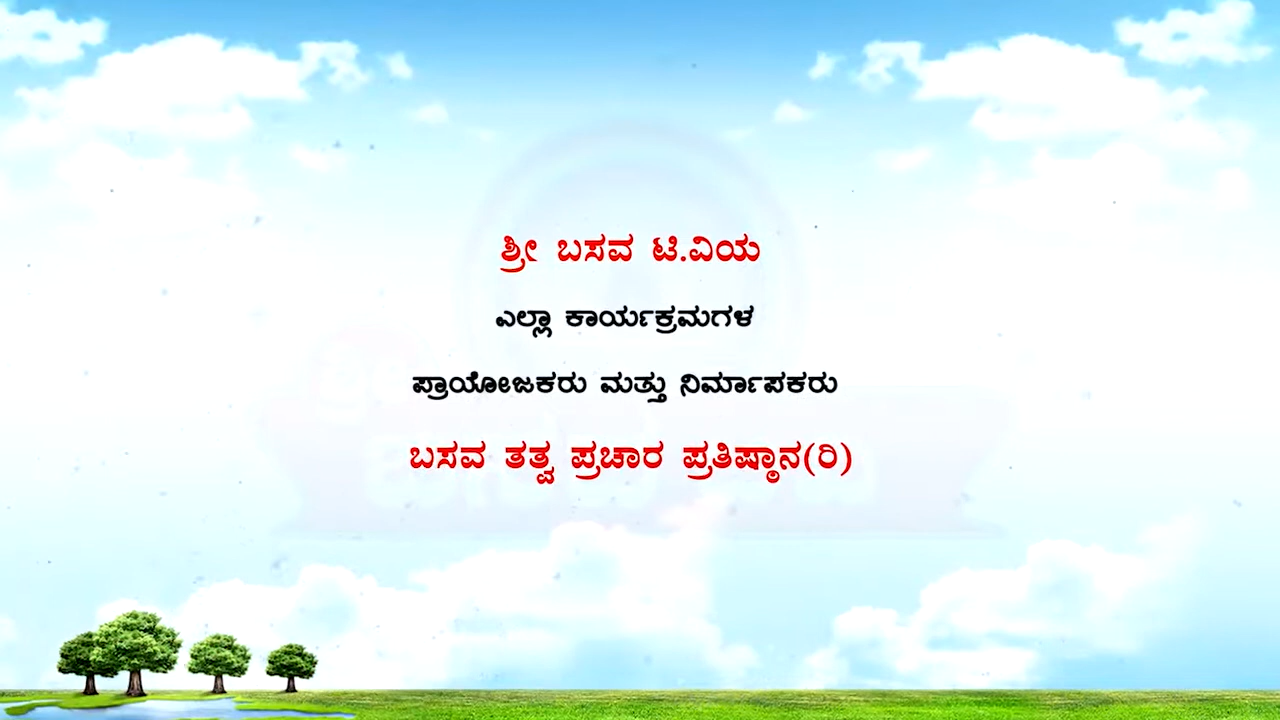 ಶ್ರೀ ಬಸವ ಟಿ.ವಿಯ
ಎಲ್ಲಾ ಕಾರ್ಯಕ್ರಮಗಳ
ಪ್ರಾಯೋಜಕರು ಮತ್ತು ನಿರ್ಮಾಪಕರು
ಬಸವ ತತ್ವ ಪ್ರಚಾರ ಪ್ರತಿಷ್ಠಾನ(ರಿ)